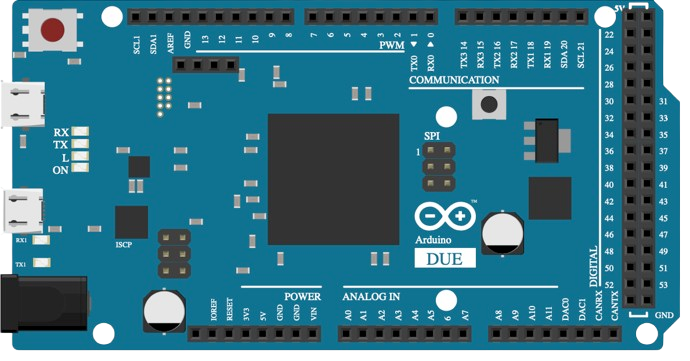 5V
SCL1 SDA1 AREF GND 13 12 11 10 9 8 7 6 5 4 3 2 TX0 ◄ 1 RX0 ► 0 TX3 14 RX3 15 TX2 16 RX2 17 TX1 18 RX1 19 SDA 20 SCL 21
PWM
COMMUNICATION
22
24
26
28
30 31
32 33
34 35
36 37
38 39
40 41
42 43
44 45
46 47
48 49
50 51
52 53
RX
TX
L
ON
SPI
1
ISCP
RX1
TX1
Arduino
™
DUE
DIGITAL
GND
POWER
ANALOG IN
IOREF RESET 3V3 5V GND GND VIN A0 A1 A2 A3 A4 A5 6 A7 A8 A9 A10 A11 DAC0 DAC1 CANRX CANTX